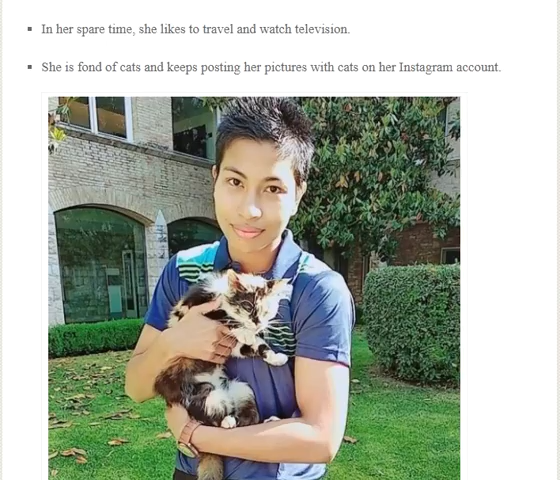 In her spare time, she likes to travel and watch television.
She is fond of cats and keeps posting her pictures with cats on her Instagram account.